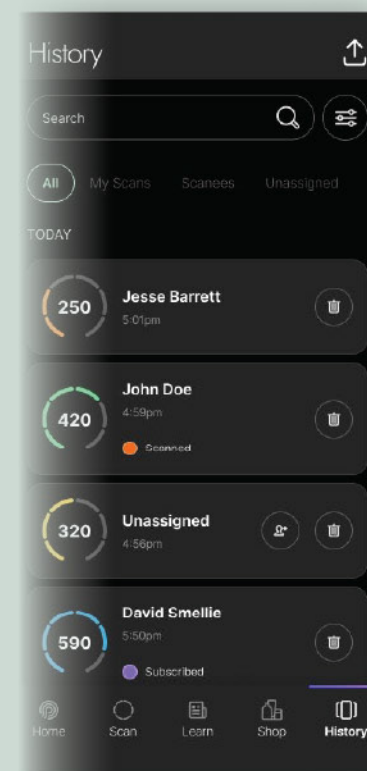 History
Search
All My Scans Scanees Unassigned
TODAY
250 Jesse Barrett
5:01pm
420 John Doe
4:59pm
Scanned
320 Unassigned
4:56pm
590 David Smellie
5:50pm
Subscribed
Home Scan Learn Shop History